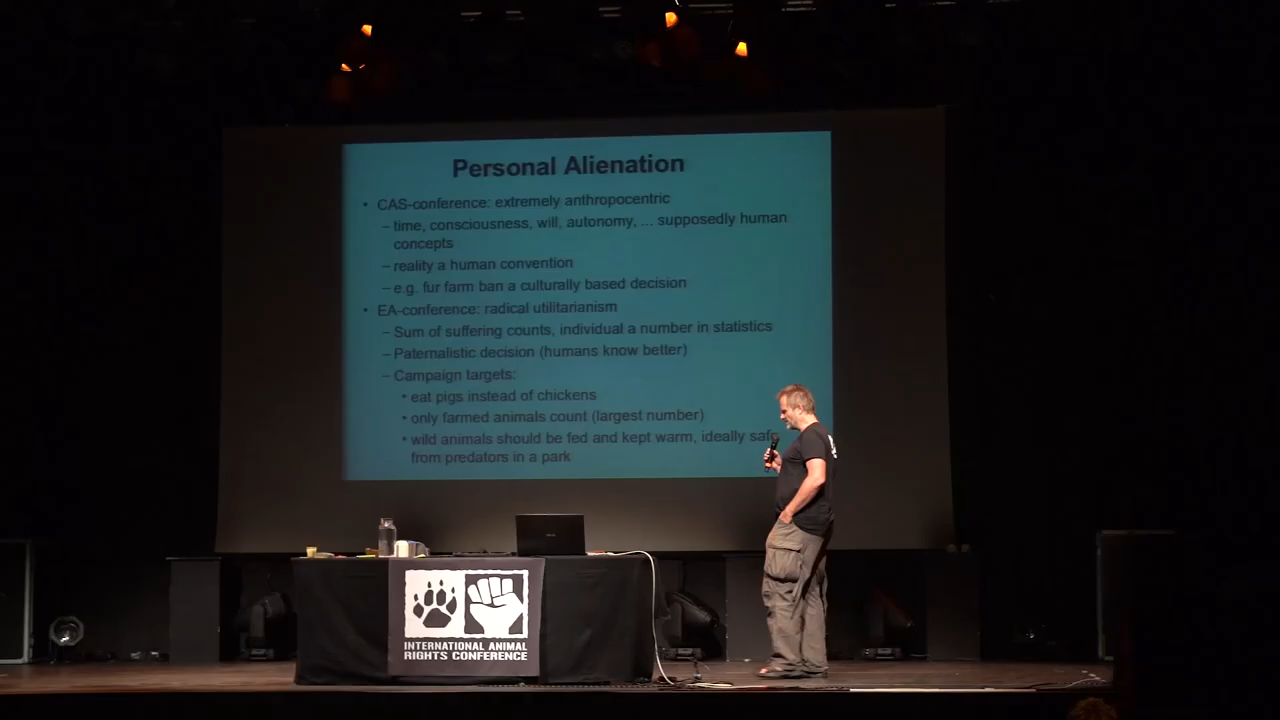 Personal Alienation
• CAS-conference: extremely anthropocentric
– time, consciousness, will, autonomy, ... supposedly human
concepts
– reality a human convention
– e.g. fur farm ban a culturally based decision
• EA-conference: radical utilitarianism
– Sum of suffering counts, individual a number in statistics
– Paternalistic decision (humans know better)
– Campaign targets:
• eat pigs instead of chickens
• only farmed animals count (largest number)
• wild animals should be fed and kept warm, ideally safe
from predators in a park
INTERNATIONAL ANIMAL
RIGHTS CONFERENCE